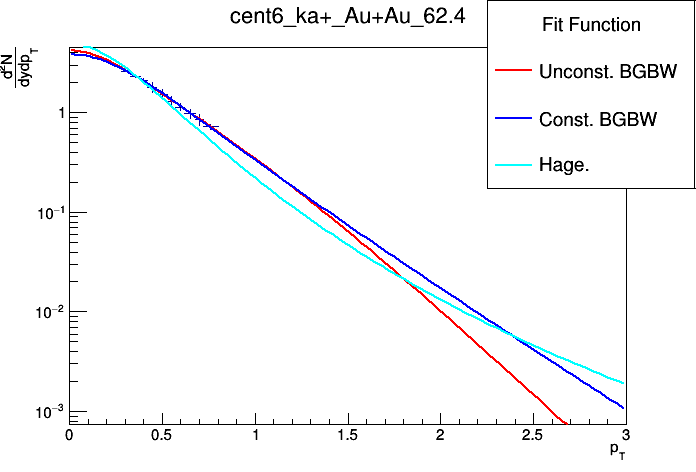 cent6_ka+_Au+Au_62.4
Fit Function
Unconst. BGBW
Const. BGBW
Hage.
d²N
dydp_T
1
10⁻¹
10⁻²
10⁻³
0 0.5 1 1.5 2 2.5 3
p_T